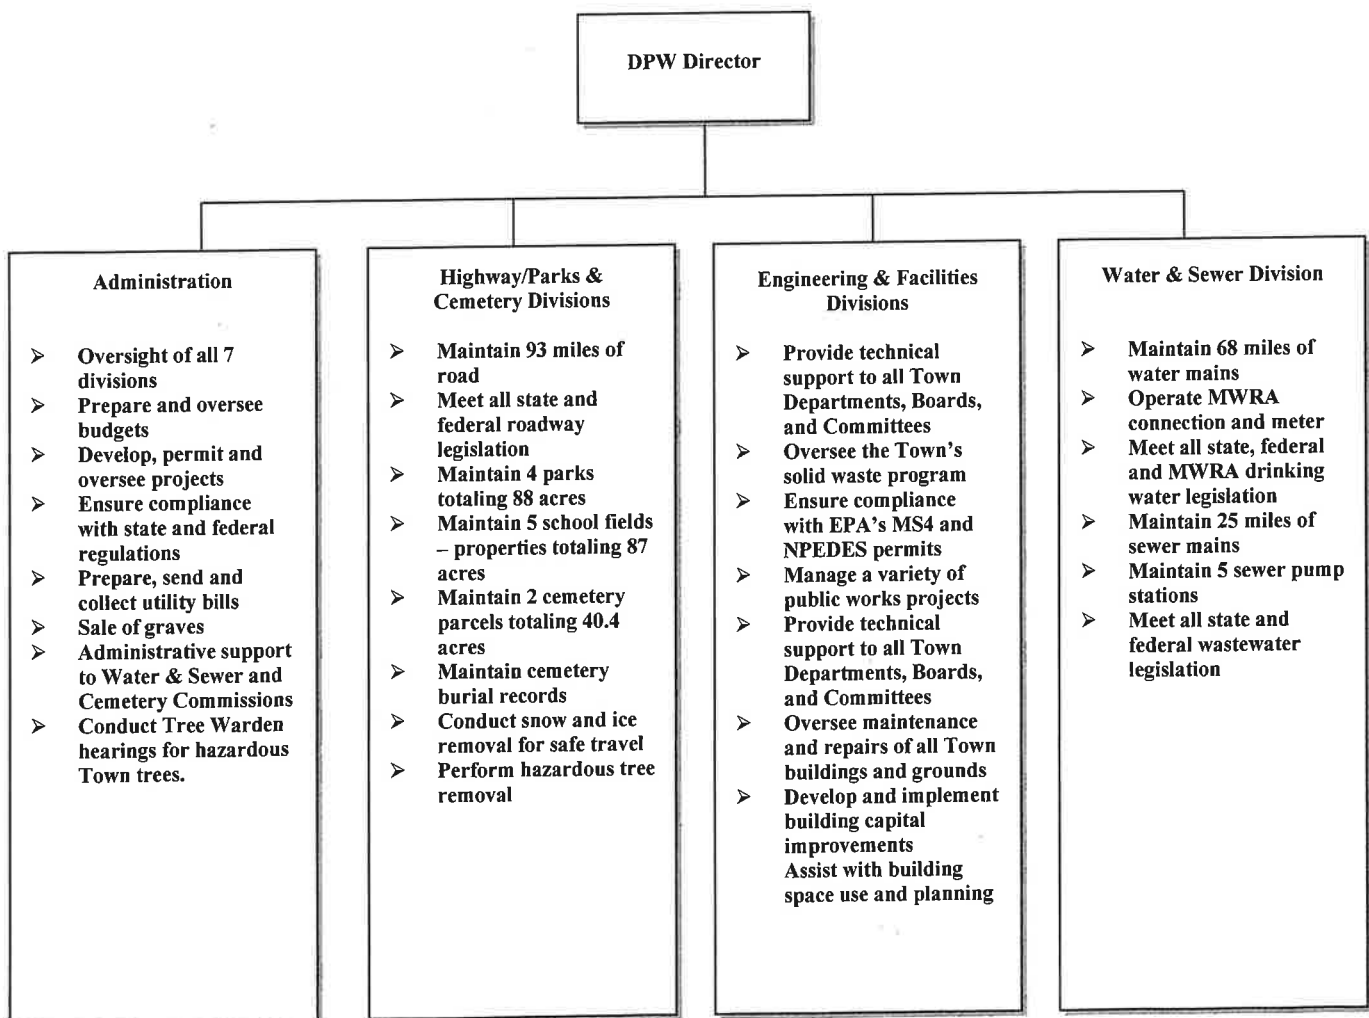 DPW Director
Administration
➢ Oversight of all 7
divisions
➢ Prepare and oversee
budgets
➢ Develop, permit and
oversee projects
➢ Ensure compliance
with state and federal
regulations
➢ Prepare, send and
collect utility bills
➢ Sale of graves
➢ Administrative support
to Water & Sewer and
Cemetery Commissions
➢ Conduct Tree Warden
hearings for hazardous
Town trees.
Highway/Parks &
Cemetery Divisions
➢ Maintain 93 miles of
road
➢ Meet all state and
federal roadway
legislation
➢ Maintain 4 parks
totaling 88 acres
➢ Maintain 5 school fields
– properties totaling 87
acres
➢ Maintain 2 cemetery
parcels totaling 40.4
acres
➢ Maintain cemetery
burial records
➢ Conduct snow and ice
removal for safe travel
➢ Perform hazardous tree
removal
Engineering & Facilities
Divisions
➢ Provide technical
support to all Town
Departments, Boards,
and Committees
➢ Oversee the Town's
solid waste program
➢ Ensure compliance
with EPA's MS4 and
NPEDES permits
➢ Manage a variety of
public works projects
➢ Provide technical
support to all Town
Departments, Boards,
and Committees
➢ Oversee maintenance
and repairs of all Town
buildings and grounds
➢ Develop and implement
building capital
improvements
Assist with building
space use and planning
Water & Sewer Division
➢ Maintain 68 miles of
water mains
➢ Operate MWRA
connection and meter
➢ Meet all state, federal
and MWRA drinking
water legislation
➢ Maintain 25 miles of
sewer mains
➢ Maintain 5 sewer pump
stations
➢ Meet all state and
federal wastewater
legislation